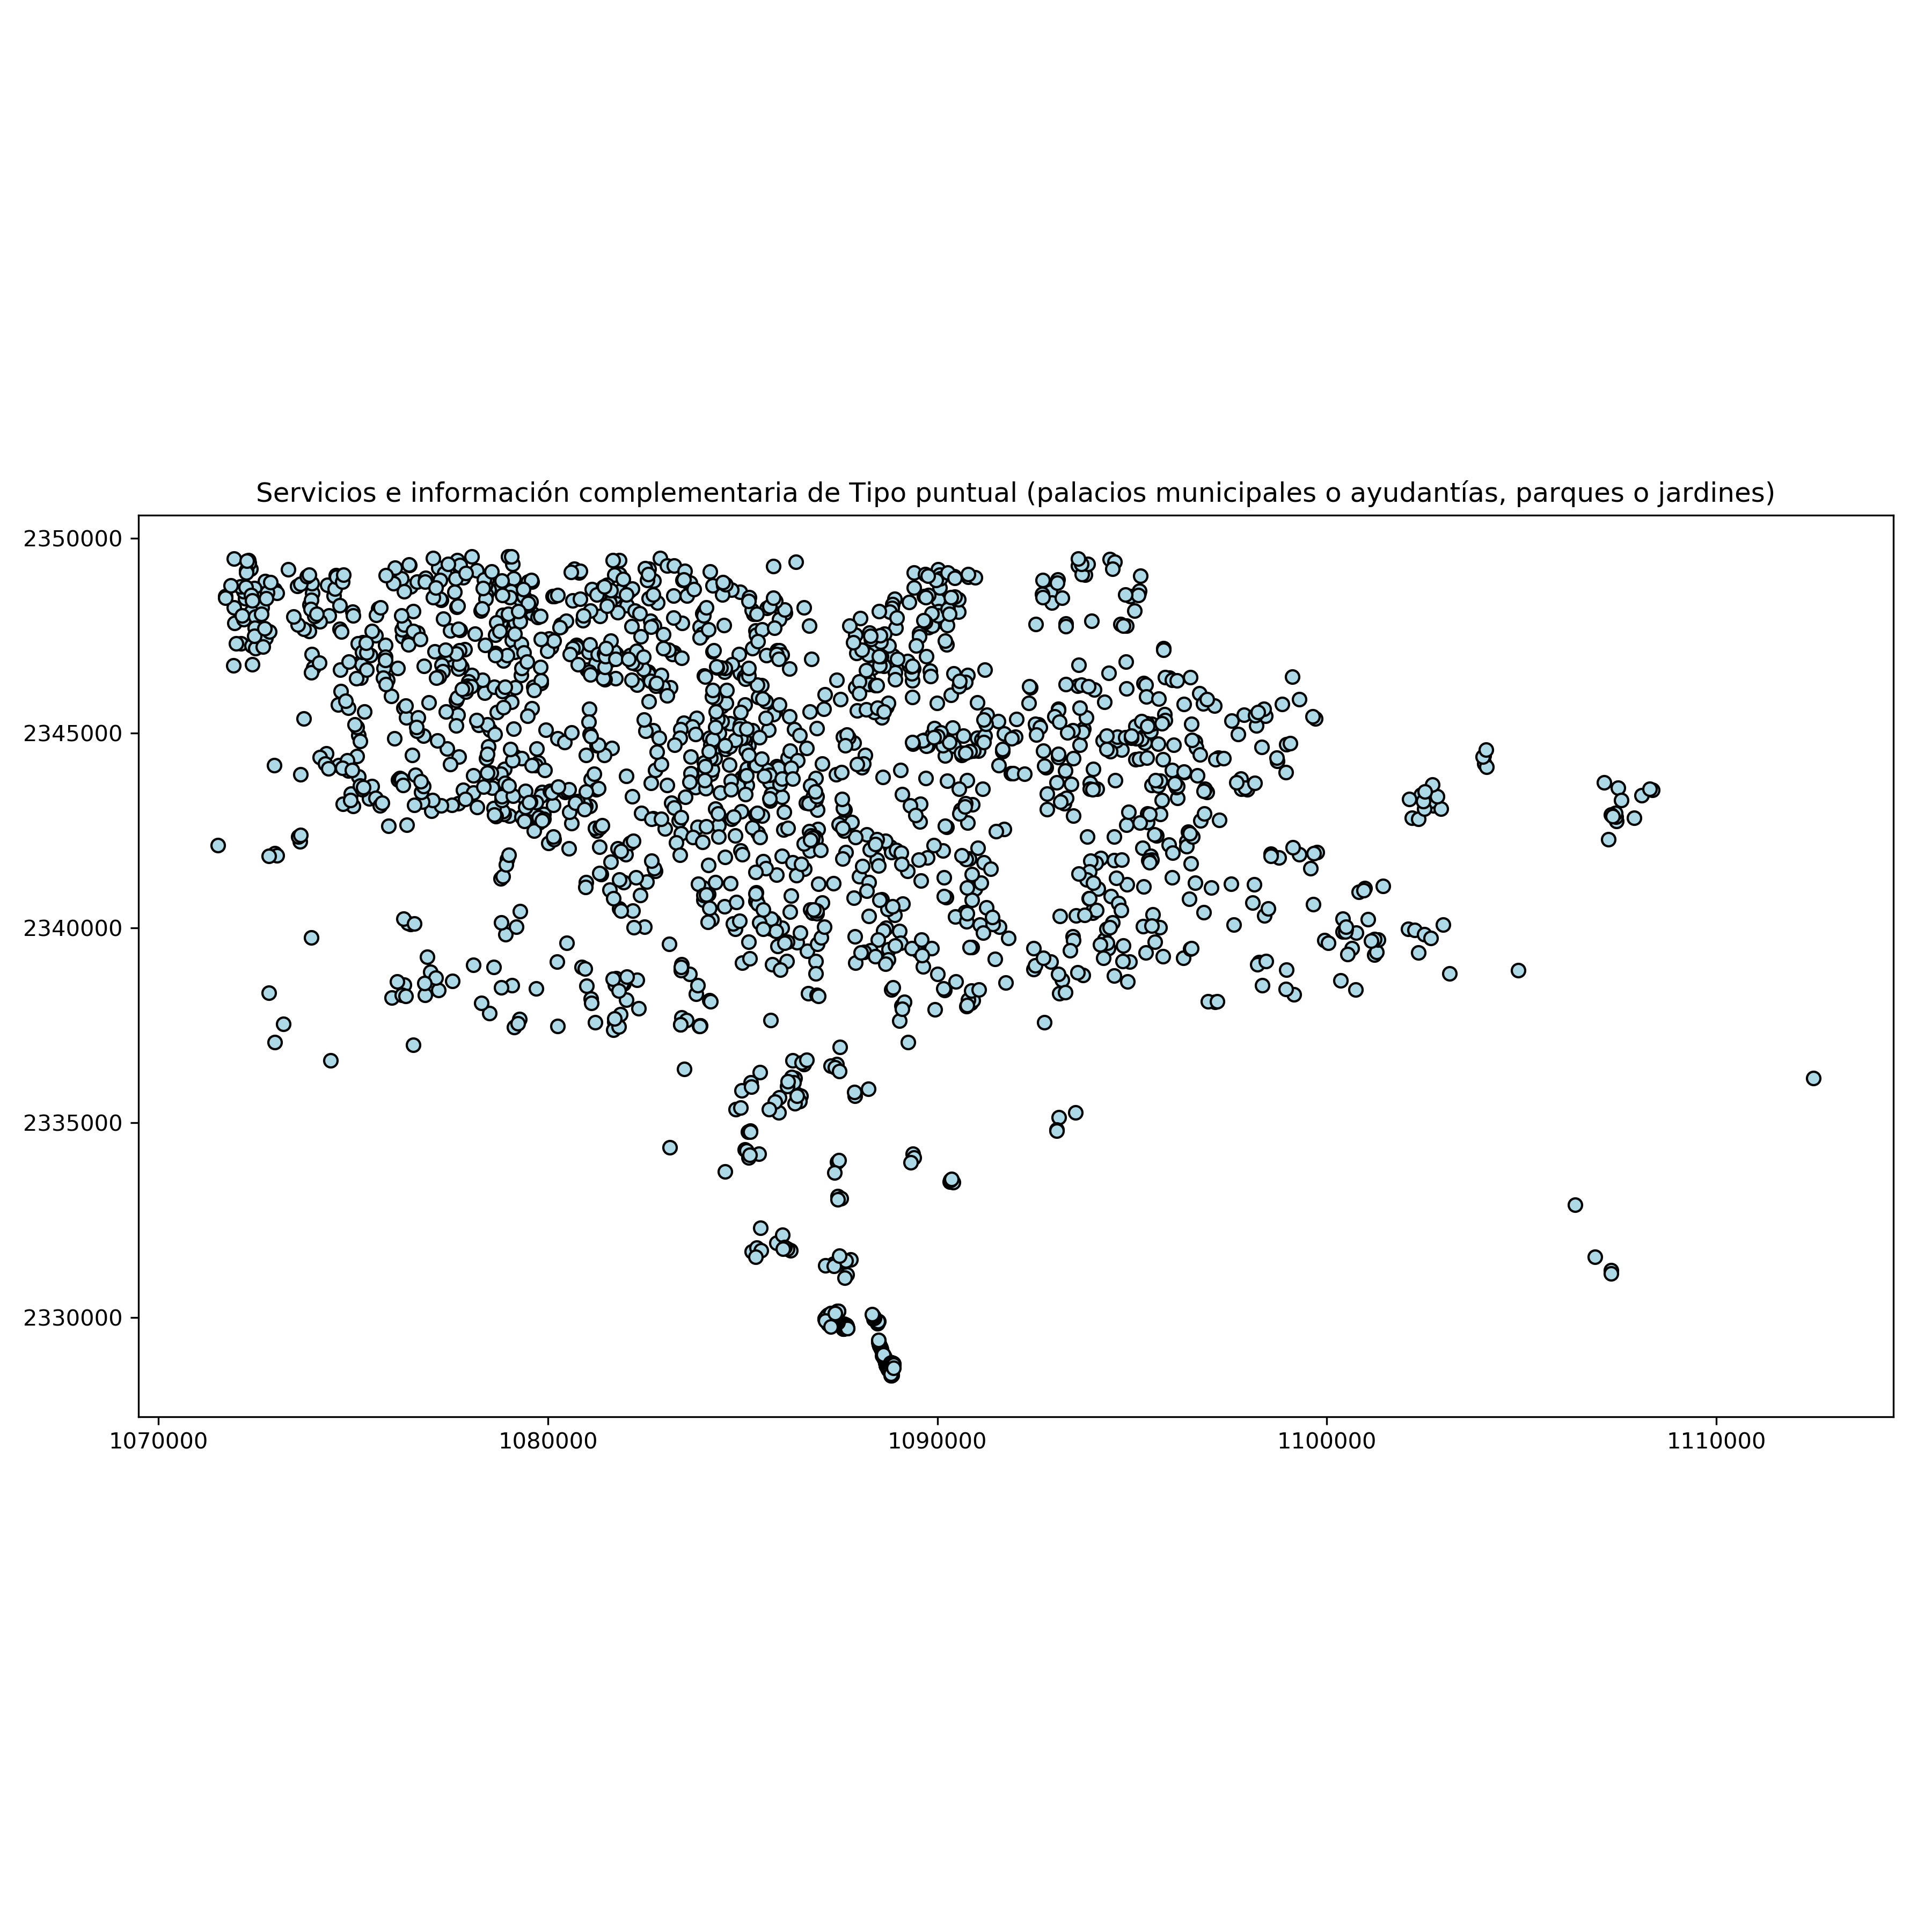 Servicios e información complementaria de Tipo puntual (palacios municipales o ayudantías, parques o jardines)
2350000
2345000
2340000
2335000
2330000
1070000 1080000 1090000 1100000 1110000